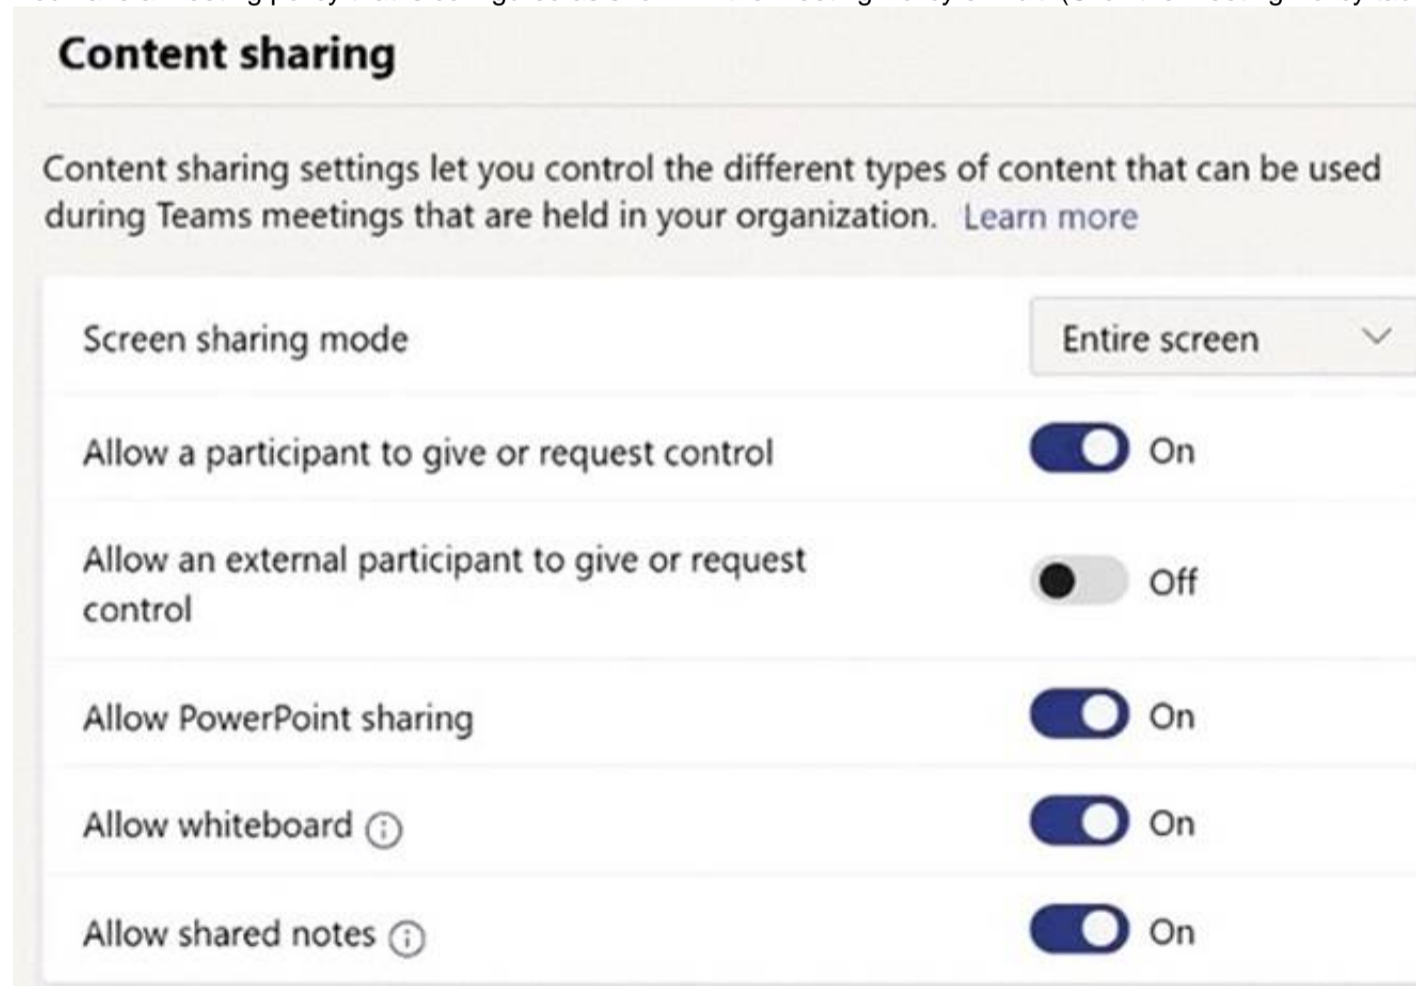 Content sharing
Content sharing settings let you control the different types of content that can be used
during Teams meetings that are held in your organization. Learn more
Screen sharing mode Entire screen
Allow a participant to give or request control On
Allow an external participant to give or request
control Off
Allow PowerPoint sharing On
Allow whiteboard On
Allow shared notes On